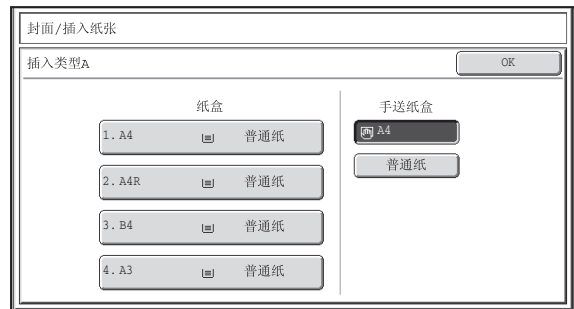 封面/插入纸张
插入类型A
OK
纸盒
手送纸盒
1. A4 普通纸
A4
普通纸
2. A4R 普通纸
3. B4 普通纸
4. A3 普通纸